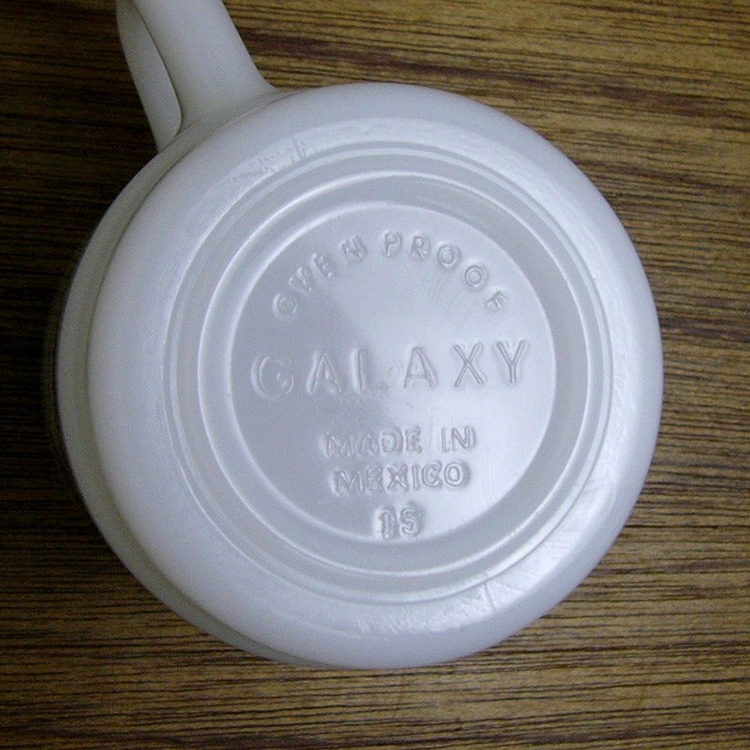 OVEN PROOF
GALAXY
MADE IN
MEXICO
15